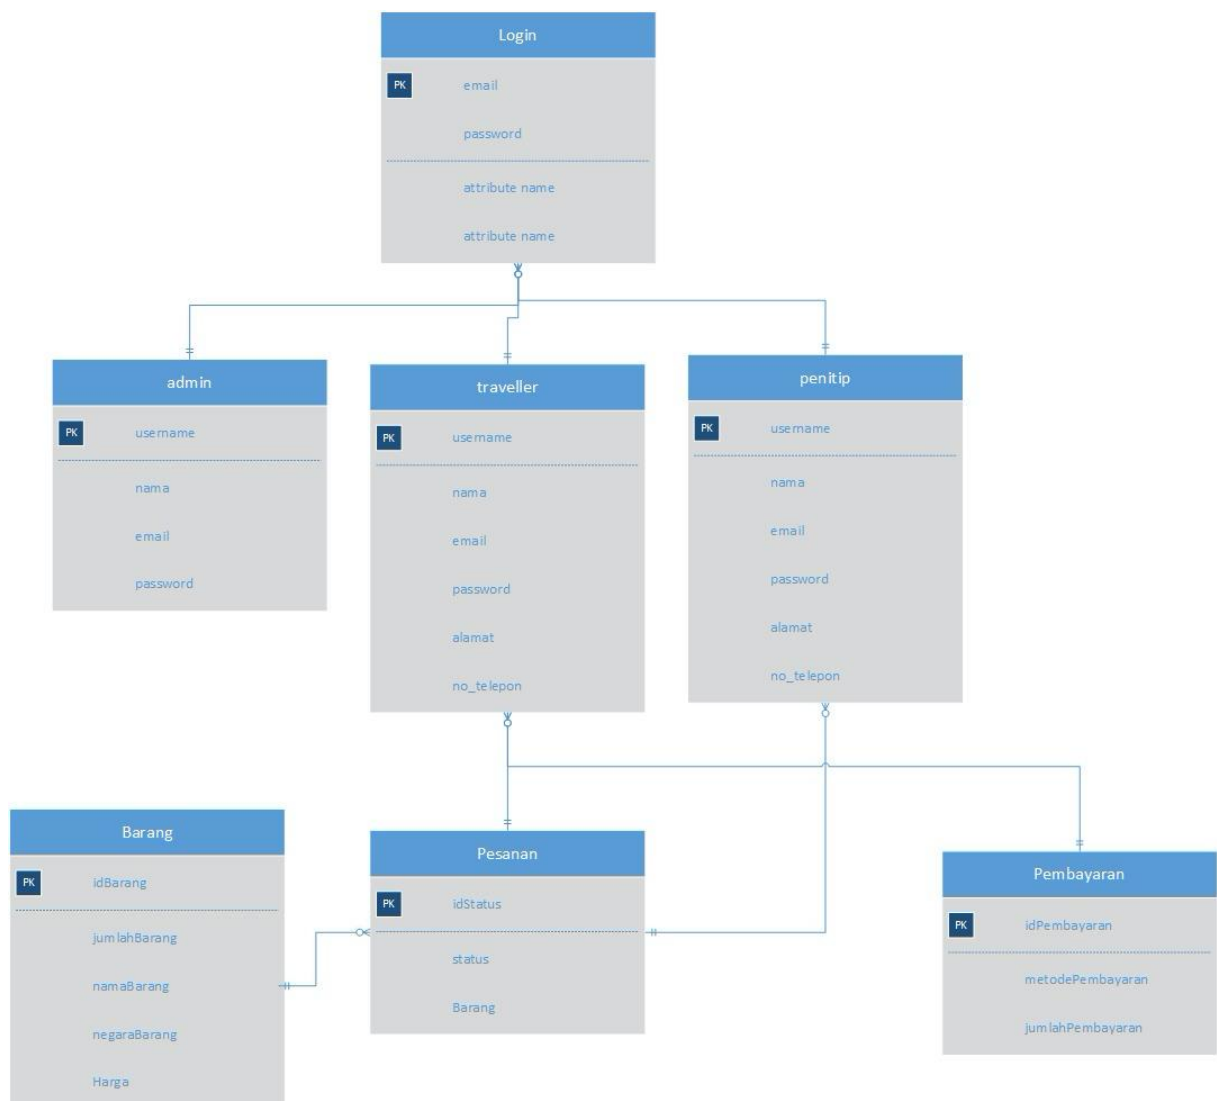 Login
PK email
password
attribute name
attribute name
admin
PK username
nama
email
password
traveller
PK username
nama
email
password
alamat
no_telepon
penitip
PK username
nama
email
password
alamat
no_telepon
Barang
PK idBarang
jumlahBarang
namaBarang
negaraBarang
Harga
Pesanan
PK idStatus
status
Barang
Pembayaran
PK idPembayaran
metodePembayaran
jumlahPembayaran